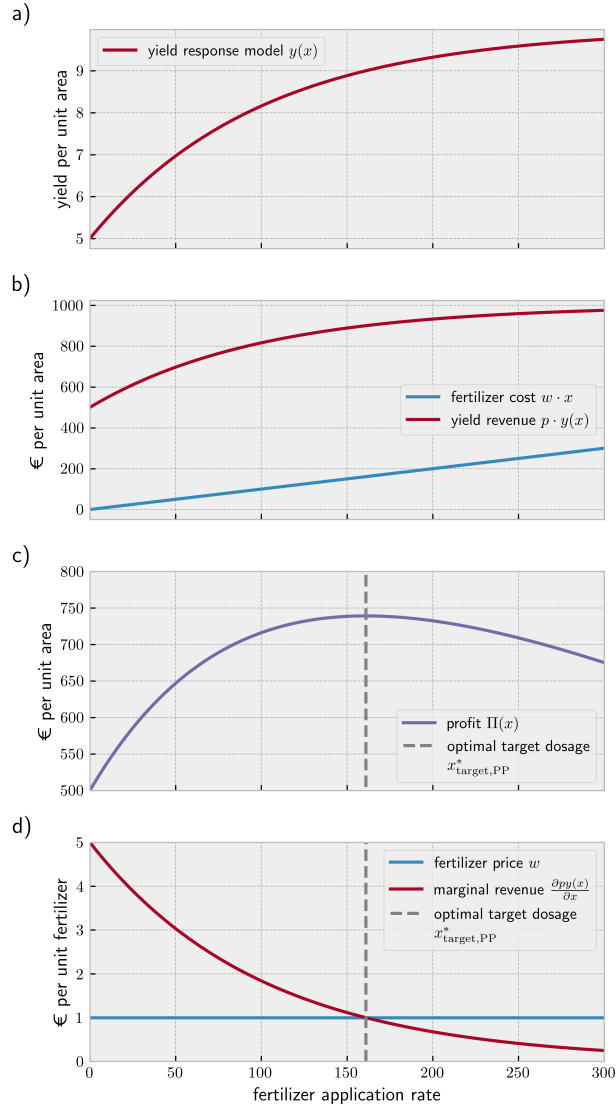 a)
yield per unit area
9
8
7
6
5
yield response model y(x)
b)
€ per unit area
1000
800
600
400
200
0
fertilizer cost w · x
yield revenue p · y(x)
c)
€ per unit area
800
750
700
650
600
550
500
profit Π(x)
optimal target dosage
x*target,PP
d)
€ per unit fertilizer
5
4
3
2
1
0
fertilizer price w
marginal revenue ∂py(x)/∂x
optimal target dosage
x*target,PP
0 50 100 150 200 250 300
fertilizer application rate